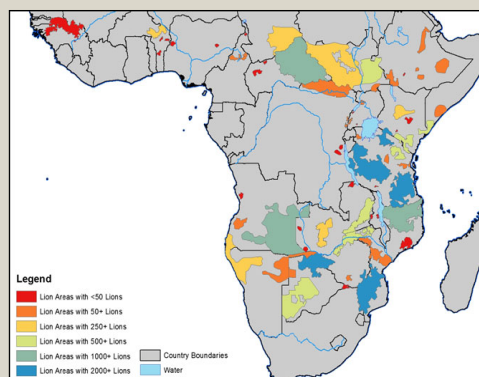 Legend
Lion Areas with <50 Lions
Lion Areas with 50+ Lions
Lion Areas with 250+ Lions
Lion Areas with 500+ Lions
Lion Areas with 1000+ Lions
Lion Areas with 2000+ Lions
Country Boundaries
Water